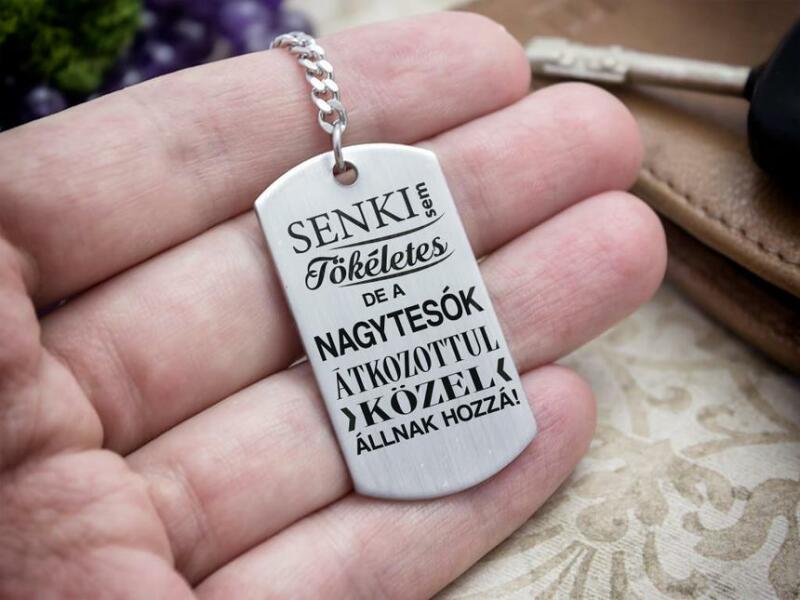 SENKI sem
Tökéletes
DE A
NAGYTESÓK
ÁTKOZOTTUL
KÖZEL
ÁLLNAK HOZZÁ!